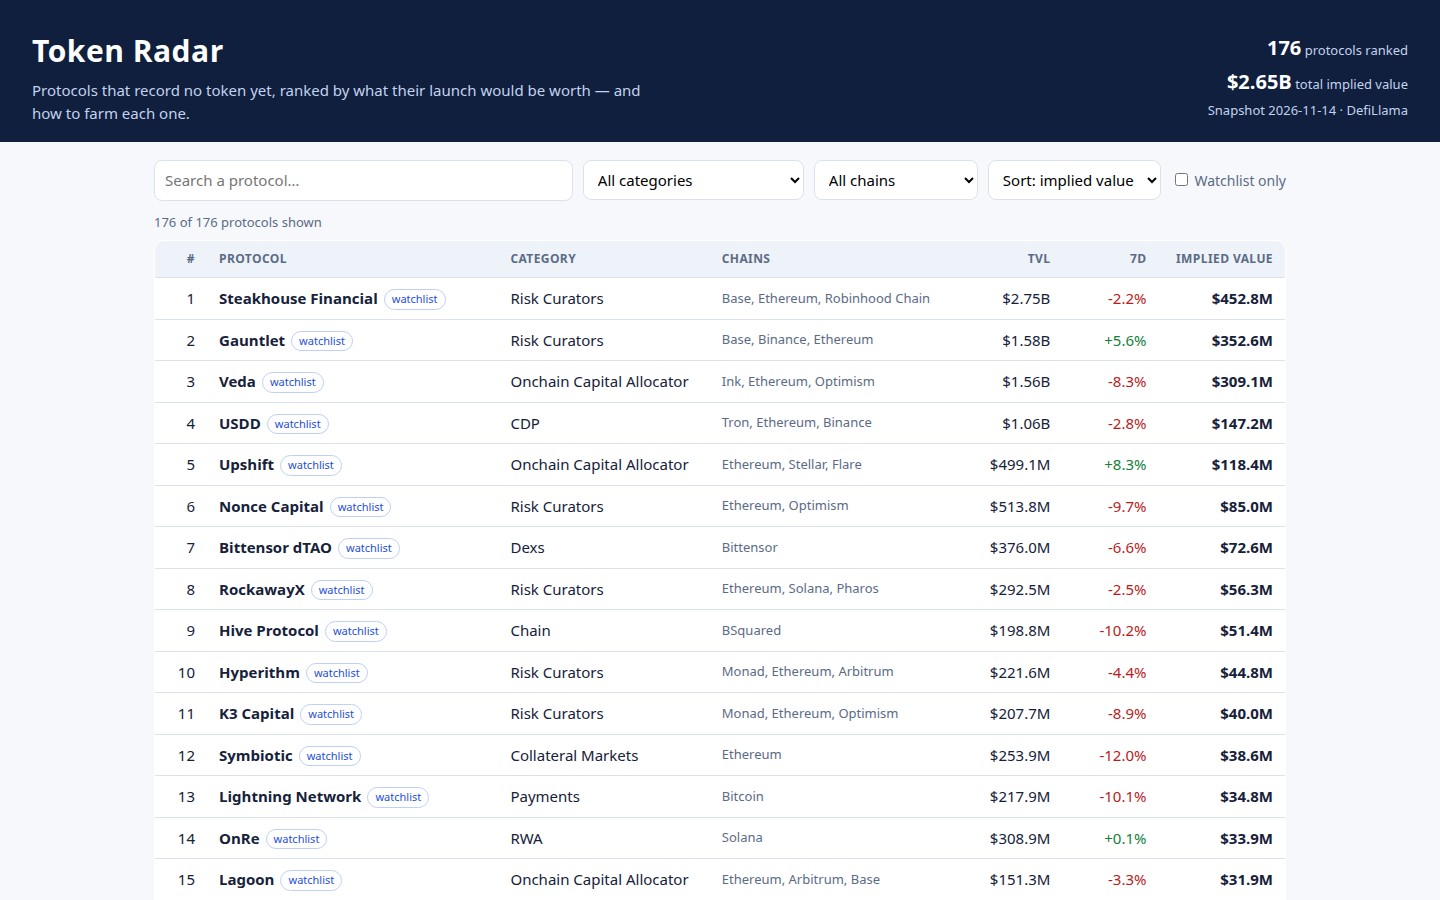 Token Radar
Protocols that record no token yet, ranked by what their launch would be worth — and
how to farm each one.
176 protocols ranked
$2.65B total implied value
Snapshot 2026-11-14 · DefiLlama
Search a protocol...
All categories
All chains
Sort: implied value
Watchlist only
176 of 176 protocols shown
# PROTOCOL CATEGORY CHAINS TVL 7D IMPLIED VALUE
1 Steakhouse Financial watchlist Risk Curators Base, Ethereum, Robinhood Chain $2.75B -2.2% $452.8M
2 Gauntlet watchlist Risk Curators Base, Binance, Ethereum $1.58B +5.6% $352.6M
3 Veda watchlist Onchain Capital Allocator Ink, Ethereum, Optimism $1.56B -8.3% $309.1M
4 USDD watchlist CDP Tron, Ethereum, Binance $1.06B -2.8% $147.2M
5 Upshift watchlist Onchain Capital Allocator Ethereum, Stellar, Flare $499.1M +8.3% $118.4M
6 Nonce Capital watchlist Risk Curators Ethereum, Optimism $513.8M -9.7% $85.0M
7 Bittensor dTAO watchlist Dexs Bittensor $376.0M -6.6% $72.6M
8 RockawayX watchlist Risk Curators Ethereum, Solana, Pharos $292.5M -2.5% $56.3M
9 Hive Protocol watchlist Chain BSquared $198.8M -10.2% $51.4M
10 Hyperithm watchlist Risk Curators Monad, Ethereum, Arbitrum $221.6M -4.4% $44.8M
11 K3 Capital watchlist Risk Curators Monad, Ethereum, Optimism $207.7M -8.9% $40.0M
12 Symbiotic watchlist Collateral Markets Ethereum $253.9M -12.0% $38.6M
13 Lightning Network watchlist Payments Bitcoin $217.9M -10.1% $34.8M
14 OnRe watchlist RWA Solana $308.9M +0.1% $33.9M
15 Lagoon watchlist Onchain Capital Allocator Ethereum, Arbitrum, Base $151.3M -3.3% $31.9M